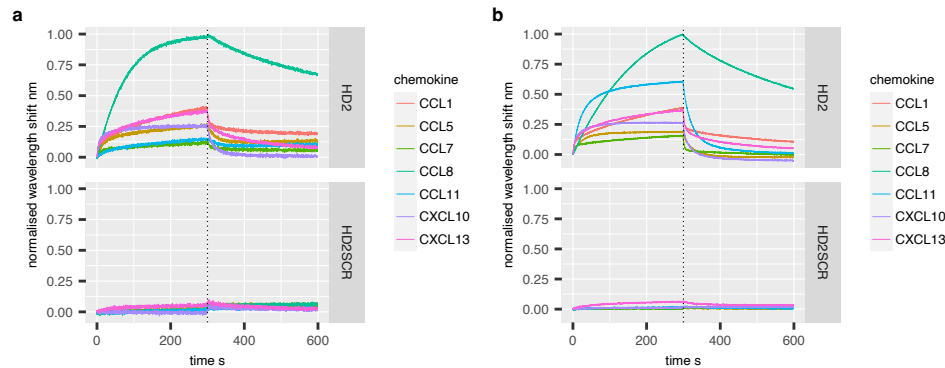 a
normalised wavelength shift nm
1.00
0.75
0.50
0.25
0.00
HD2
1.00
0.75
0.50
0.25
0.00
HD2SCR
0
200
400
600
time s
chemokine
CCL1
CCL5
CCL7
CCL8
CCL11
CXCL10
CXCL13
b
normalised wavelength shift nm
1.00
0.75
0.50
0.25
0.00
HD2
1.00
0.75
0.50
0.25
0.00
HD2SCR
0
200
400
600
time s
chemokine
CCL1
CCL5
CCL7
CCL8
CCL11
CXCL10
CXCL13